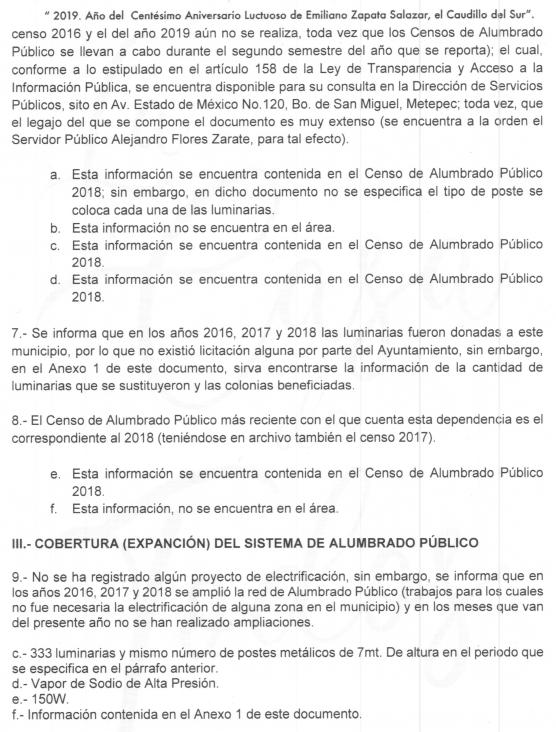 “ 2019. Año del Centésimo Aniversario Luctuoso de Emiliano Zapata Salazar, el Caudillo del Sur”.
censo 2016 y el del año 2019 aún no se realiza, toda vez que los Censos de Alumbrado
Público se llevan a cabo durante el segundo semestre del año que se reporta); el cual,
conforme a lo estipulado en el artículo 158 de la Ley de Transparencia y Acceso a la
Información Pública, se encuentra disponible para su consulta en la Dirección de Servicios
Públicos, sito en Av. Estado de México No.120, Bo. de San Miguel, Metepec; toda vez, que
el legajo del que se compone el documento es muy extenso (se encuentra a la orden el
Servidor Público Alejandro Flores Zarate, para tal efecto).
a. Esta información se encuentra contenida en el Censo de Alumbrado Público
2018; sin embargo, en dicho documento no se especifica el tipo de poste se
coloca cada una de las luminarias.
b. Esta información no se encuentra en el área.
c. Esta información se encuentra contenida en el Censo de Alumbrado Público
2018.
d. Esta información se encuentra contenida en el Censo de Alumbrado Público
2018.
7.- Se informa que en los años 2016, 2017 y 2018 las luminarias fueron donadas a este
municipio, por lo que no existió licitación alguna por parte del Ayuntamiento, sin embargo,
en el Anexo 1 de este documento, sirva encontrarse la información de la cantidad de
luminarias que se sustituyeron y las colonias beneficiadas.
8.- El Censo de Alumbrado Público más reciente con el que cuenta esta dependencia es el
correspondiente al 2018 (teniéndose en archivo también el censo 2017).
e. Esta información se encuentra contenida en el Censo de Alumbrado Público
2018.
f. Esta información, no se encuentra en el área.
III.- COBERTURA (EXPANCIÓN) DEL SISTEMA DE ALUMBRADO PÚBLICO
9.- No se ha registrado algún proyecto de electrificación, sin embargo, se informa que en
los años 2016, 2017 y 2018 se amplió la red de Alumbrado Público (trabajos para los cuales
no fue necesaria la electrificación de alguna zona en el municipio) y en los meses que van
del presente año no se han realizado ampliaciones.
c.- 333 luminarias y mismo número de postes metálicos de 7mt. De altura en el periodo que
se especifica en el párrafo anterior.
d.- Vapor de Sodio de Alta Presión.
e.- 150W.
f.- Información contenida en el Anexo 1 de este documento.